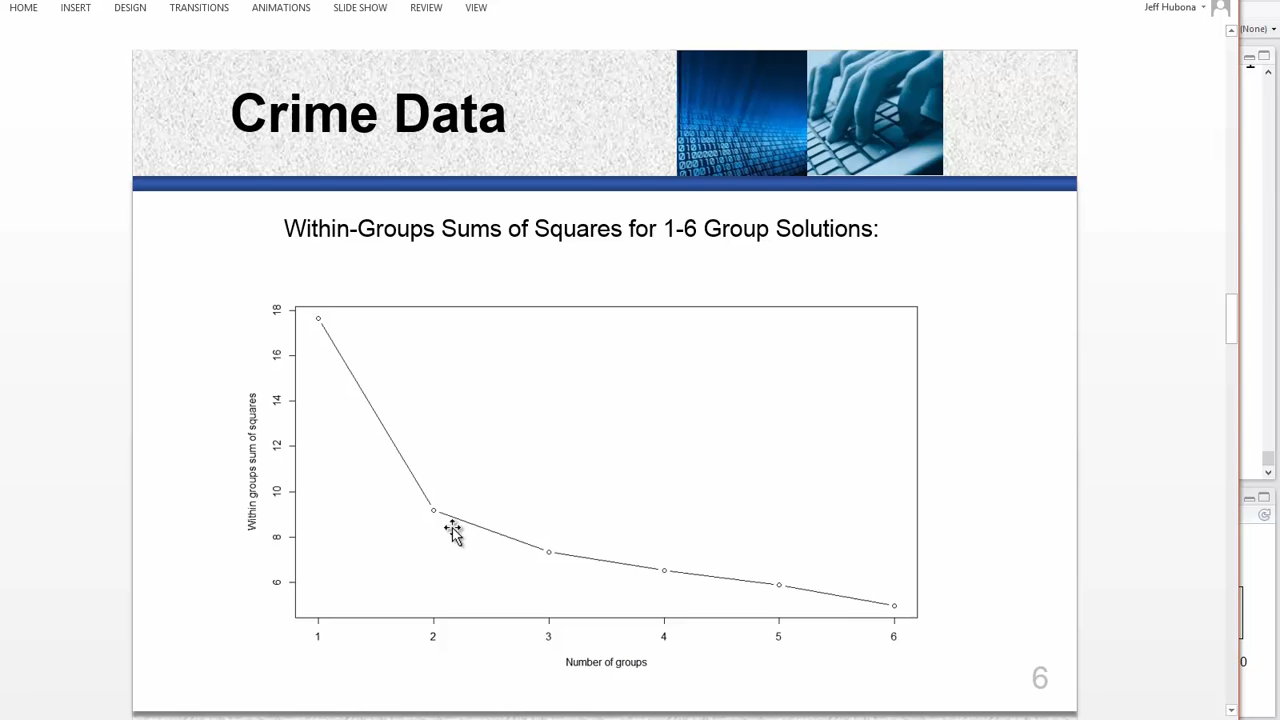 HOME INSERT DESIGN TRANSITIONS ANIMATIONS SLIDE SHOW REVIEW VIEW Jeff Hubona
(None)
Crime Data
Within-Groups Sums of Squares for 1-6 Group Solutions:
Within groups sum of squares
18
16
14
12
10
8
6
1 2 3 4 5 6
Number of groups
6
0